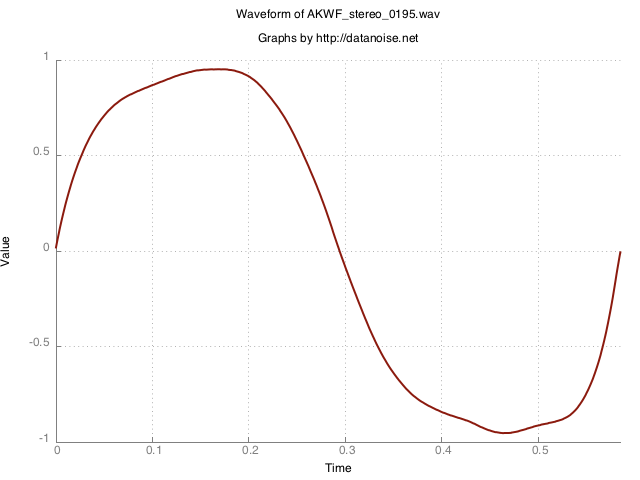 Waveform of AKWF_stereo_0195.wav
Graphs by http://datanoise.net
1
0.5
0
-0.5
-1
Value
0 0.1 0.2 0.3 0.4 0.5
Time